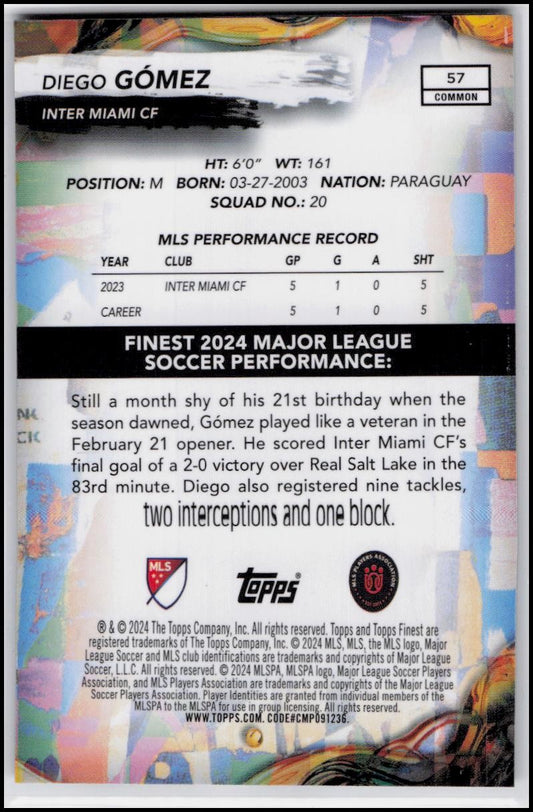 DIEGO GÓMEZ
INTER MIAMI CF
57
COMMON
HT: 6'0" WT: 161
POSITION: M BORN: 03-27-2003 NATION: PARAGUAY
SQUAD NO.: 20
MLS PERFORMANCE RECORD
YEAR CLUB GP G A SHT
2023 INTER MIAMI CF 5 1 0 5
CAREER 5 1 0 5
FINEST 2024 MAJOR LEAGUE
SOCCER PERFORMANCE:
Still a month shy of his 21st birthday when the
season dawned, Gómez played like a veteran in the
February 21 opener. He scored Inter Miami CF's
final goal of a 2-0 victory over Real Salt Lake in the
83rd minute. Diego also registered nine tackles,
two interceptions and one block.
MLS
Topps
MLS PLAYERS ASSOCIATION
® & © 2024 The Topps Company, Inc. All rights reserved. Topps and Topps Finest are
registered trademarks of The Topps Company, Inc. © 2024 MLS, MLS, the MLS logo, Major
League Soccer and MLS club identifications are trademarks and copyrights of Major League
Soccer, L.L.C. All rights reserved. © 2024 MLSPA, MLSPA logo, Major League Soccer Players
Association, and MLS Players Association are trademarks and copyrights of the Major League
Soccer Players Association. Player identities are granted from individual members of the
MLSPA to the MLSPA for use in group licensing. All rights reserved.
WWW.TOPPS.COM. CODE#CMP091236.